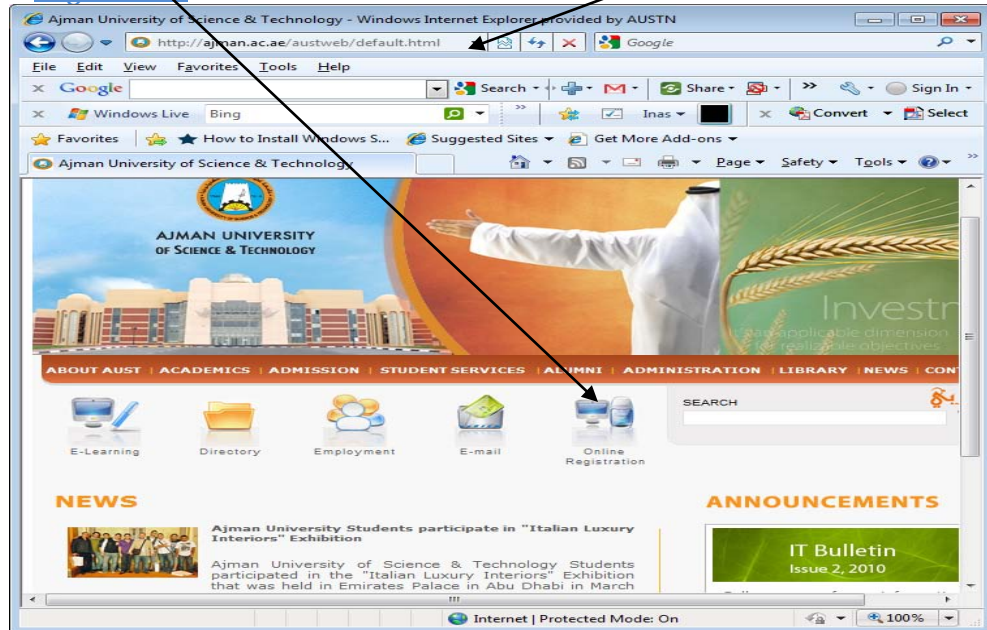 Ajman University of Science & Technology - Windows Internet Explorer provided by AUSTN
http://ajman.ac.ae/austweb/default.html
Google
File Edit View Favorites Tools Help
Google Search Share Sign In
Windows Live Bing Inas Convert Select
Favorites How to Install Windows S... Suggested Sites Get More Add-ons
Ajman University of Science & Technology Page Safety Tools
AJMAN UNIVERSITY
OF SCIENCE & TECHNOLOGY
ABOUT AUST | ACADEMICS | ADMISSION | STUDENT SERVICES | ALUMNI | ADMINISTRATION | LIBRARY | NEWS | CON
SEARCH
E-Learning Directory Employment E-mail Online
Registration
NEWS
ANNOUNCEMENTS
Ajman University Students participate in "Italian Luxury
Interiors" Exhibition
Ajman University of Science & Technology Students
participated in the "Italian Luxury Interiors" Exhibition
that was held in Emirates Palace in Abu Dhabi in March
IT Bulletin
Issue 2, 2010
Internet | Protected Mode: On
100%